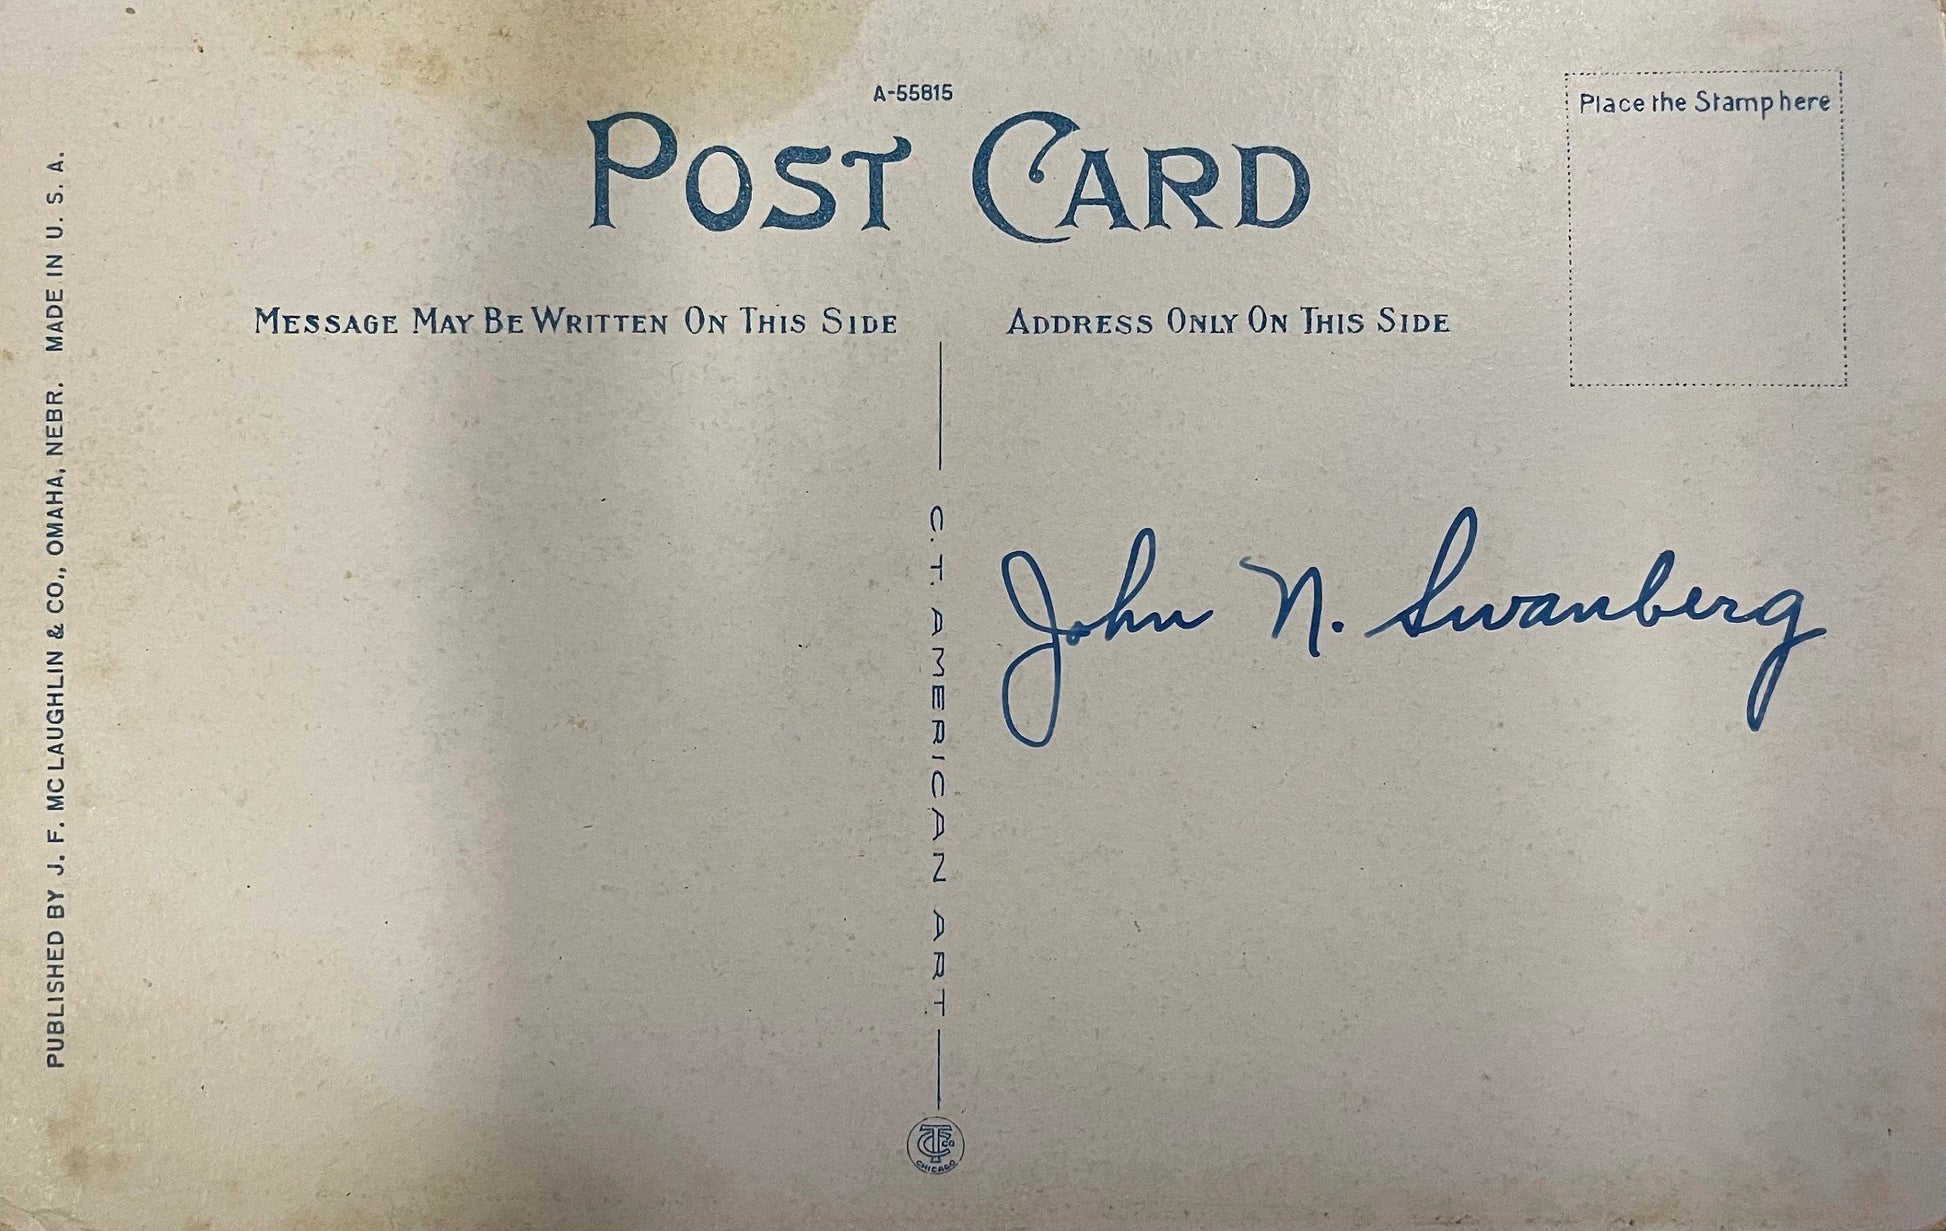 A-55815
POST CARD
Place the Stamp here
MESSAGE MAY BE WRITTEN ON THIS SIDE
ADDRESS ONLY ON THIS SIDE
PUBLISHED BY J. F. MC LAUGHLIN & CO., OMAHA, NEBR. MADE IN U. S. A.
C. T. AMERICAN ART
John N. Swanberg
CTCo
CHICAGO